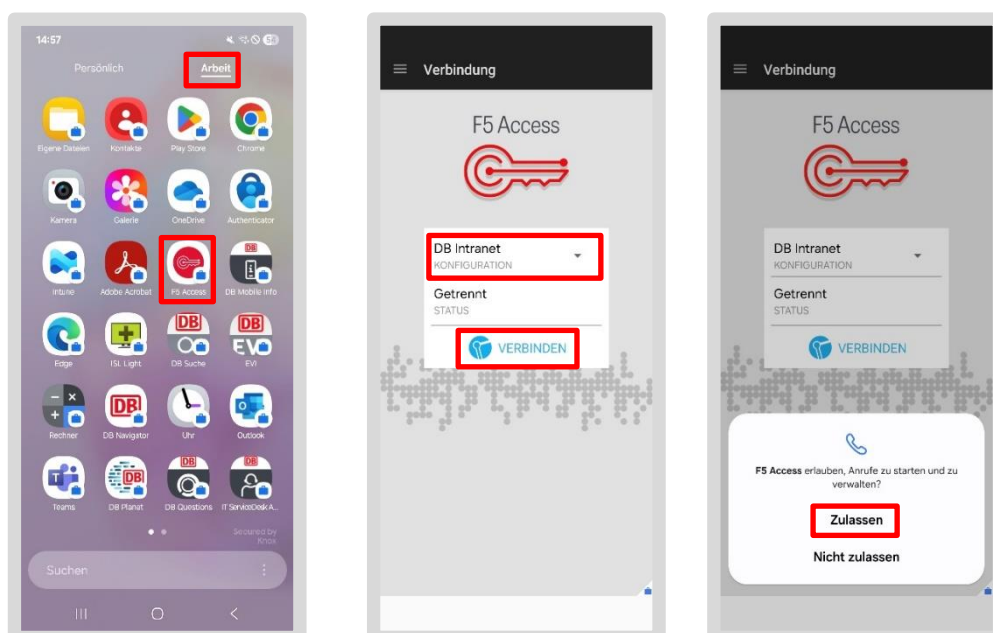 14:57
Persönlich
Arbeit
Eigene Dateien
Kontakte
Play Store
Chrome
Kamera
Galerie
OneDrive
Authenticator
DB
Intune
Adobe Acrobat
F5 Access
DB Mobile Info
DB
DB
EVI
Edge
ISL Light
DB Suche
EVI
DB
Rechner
DB Navigator
Uhr
Outlook
DB
DB
DB
Teams
DB Planet
DB Questions
IT ServiceDesk A...
Secured by
Knox
Suchen
Verbindung
F5 Access
DB Intranet
KONFIGURATION
Getrennt
STATUS
VERBINDEN
Verbindung
F5 Access
DB Intranet
KONFIGURATION
Getrennt
STATUS
VERBINDEN
F5 Access erlauben, Anrufe zu starten und zu
verwalten?
Zulassen
Nicht zulassen